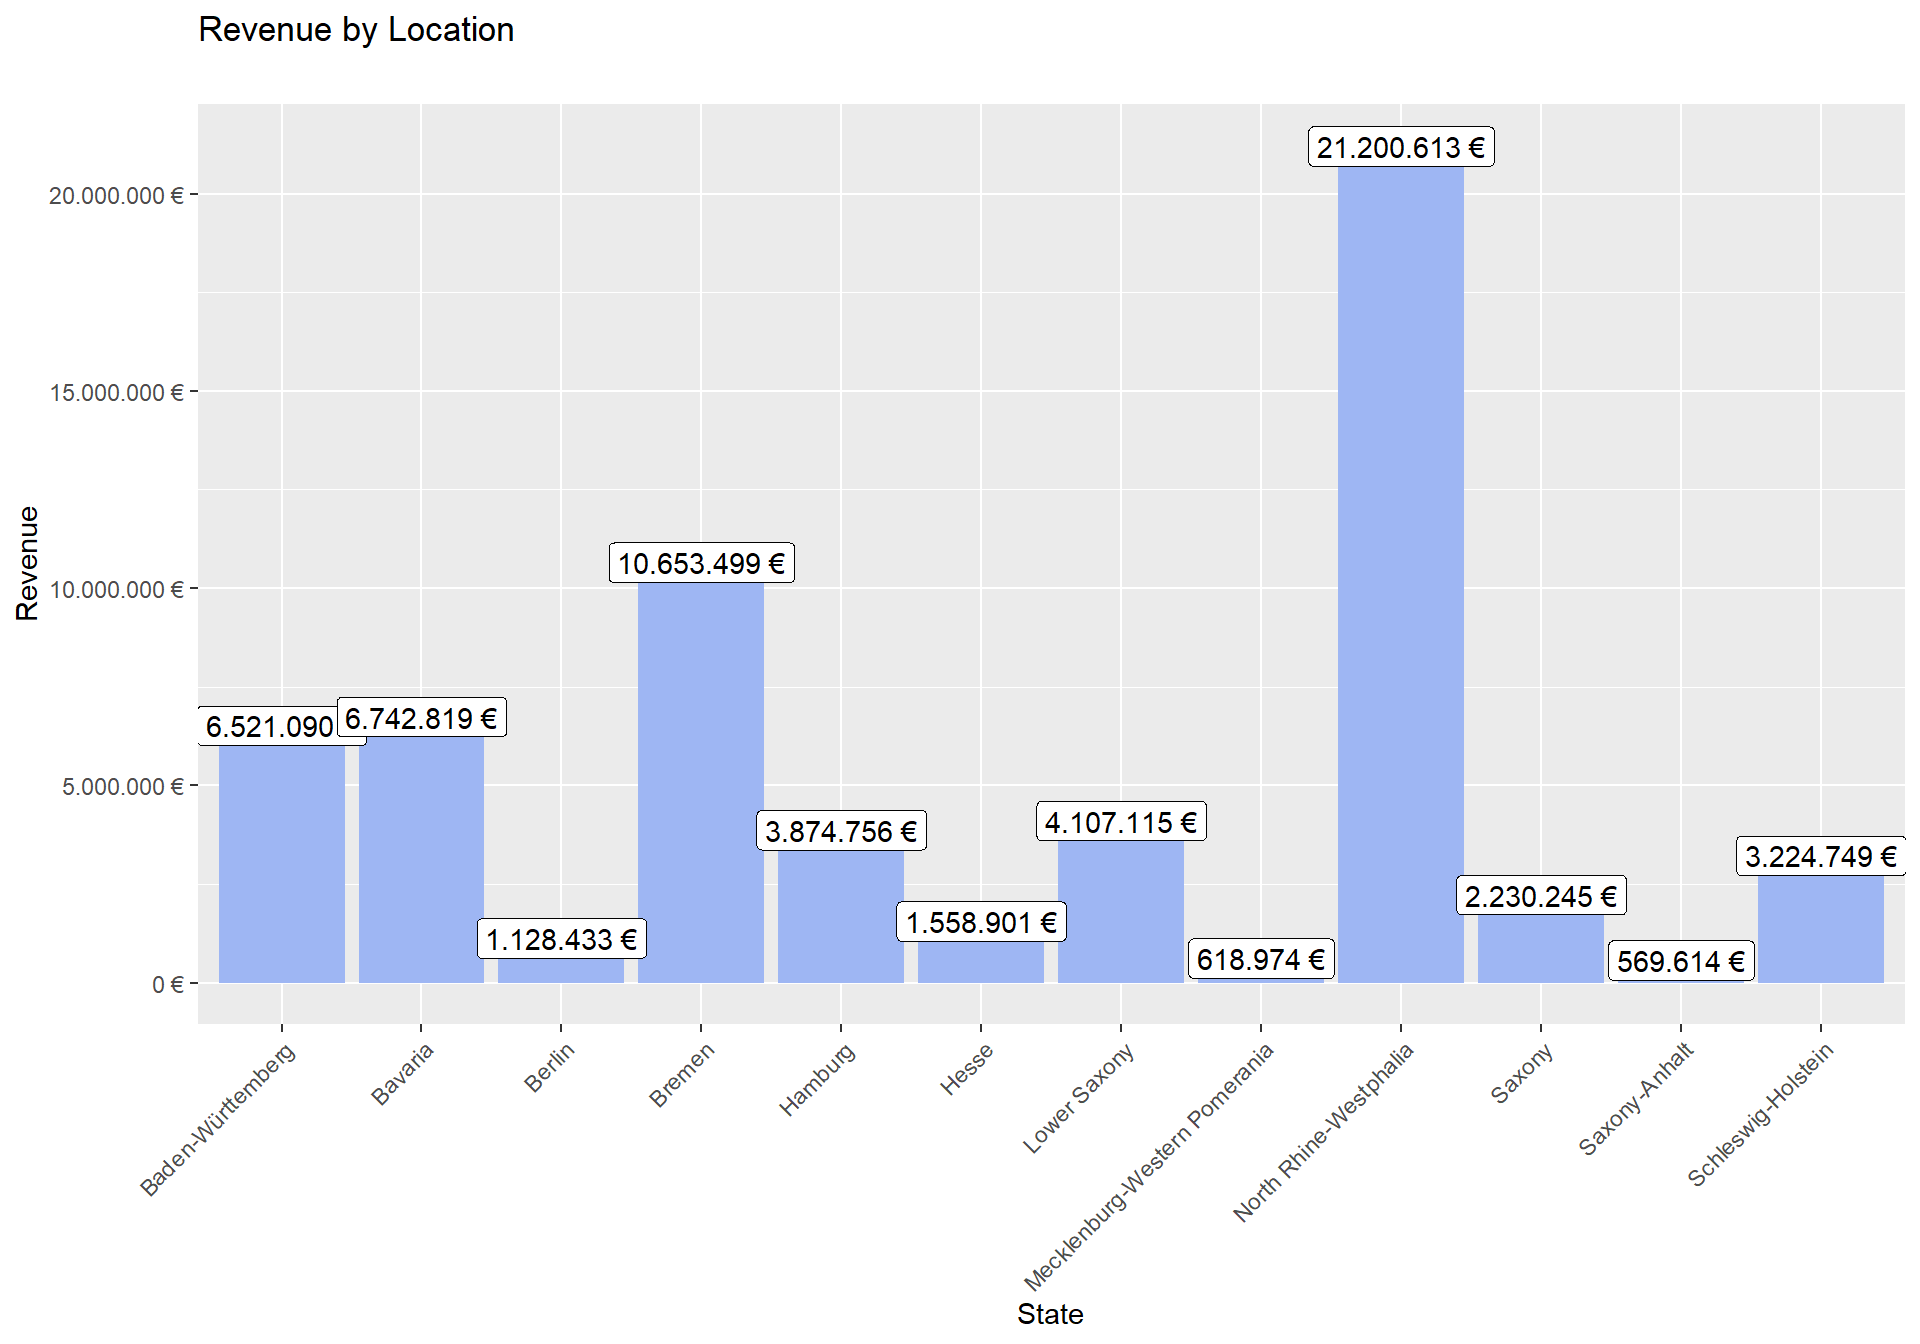 Revenue by Location
Revenue
20.000.000 €
15.000.000 €
10.000.000 €
5.000.000 €
0 €
6.521.090
6.742.819 €
1.128.433 €
10.653.499 €
3.874.756 €
1.558.901 €
4.107.115 €
618.974 €
21.200.613 €
2.230.245 €
569.614 €
3.224.749 €
Baden-Württemberg
Bavaria
Berlin
Bremen
Hamburg
Hesse
Lower Saxony
Mecklenburg-Western Pomerania
North Rhine-Westphalia
Saxony
Saxony-Anhalt
Schleswig-Holstein
State